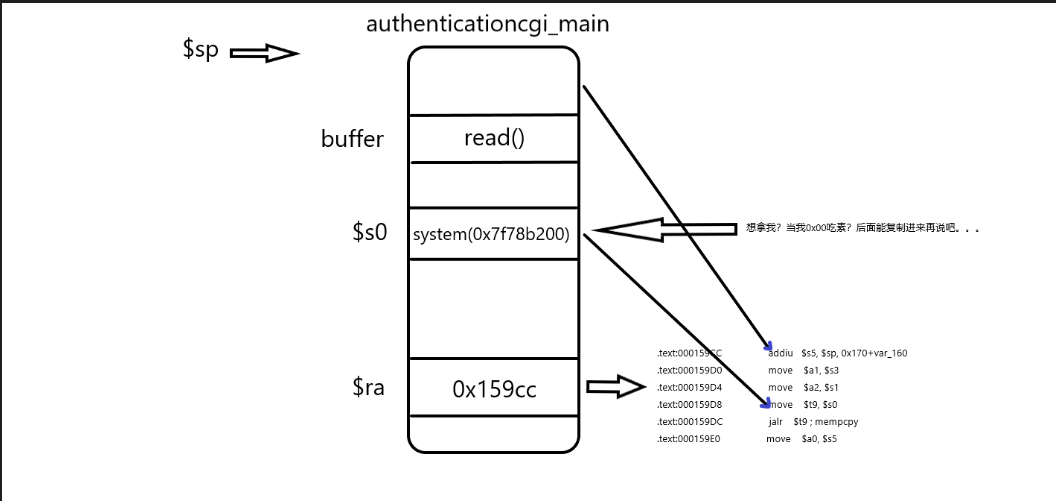 authenticationcgi_main
$sp
buffer
read()
$s0
system(0x7f78b200)
想拿我？当我0x00吃素？后面能复制进来再说吧。。。
$ra
0x159cc
.text:000159CC addiu $s5, $sp, 0x170+var_160
.text:000159D0 move $a1, $s3
.text:000159D4 move $a2, $s1
.text:000159D8 move $t9, $s0
.text:000159DC jalr $t9 ; mempcpy
.text:000159E0 move $a0, $s5